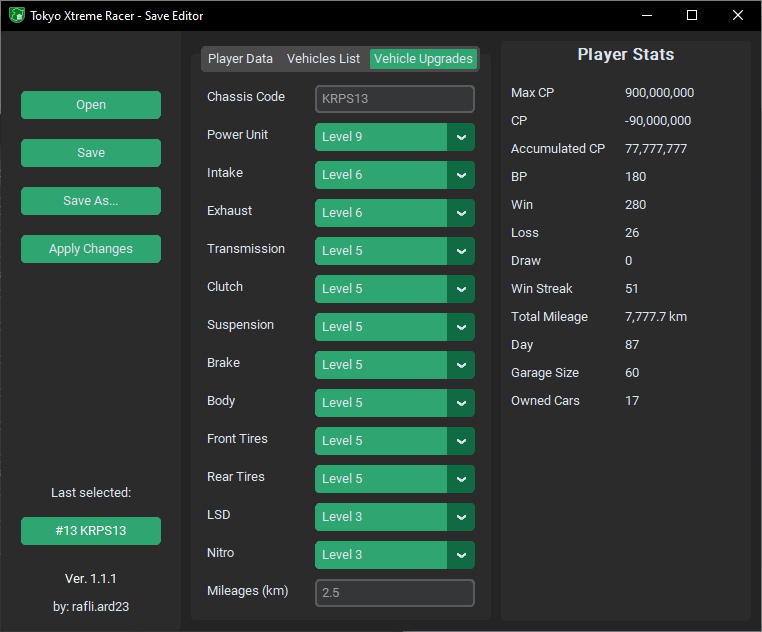 Tokyo Xtreme Racer - Save Editor
Open
Save
Save As...
Apply Changes
Last selected:
#13 KRPS13
Ver. 1.1.1
by: rafli.ard23
Player Data Vehicles List Vehicle Upgrades
Chassis Code KRPS13
Power Unit Level 9
Intake Level 6
Exhaust Level 6
Transmission Level 5
Clutch Level 5
Suspension Level 5
Brake Level 5
Body Level 5
Front Tires Level 5
Rear Tires Level 5
LSD Level 3
Nitro Level 3
Mileages (km) 2.5
Player Stats
Max CP 900,000,000
CP -90,000,000
Accumulated CP 77,777,777
BP 180
Win 280
Loss 26
Draw 0
Win Streak 51
Total Mileage 7,777.7 km
Day 87
Garage Size 60
Owned Cars 17